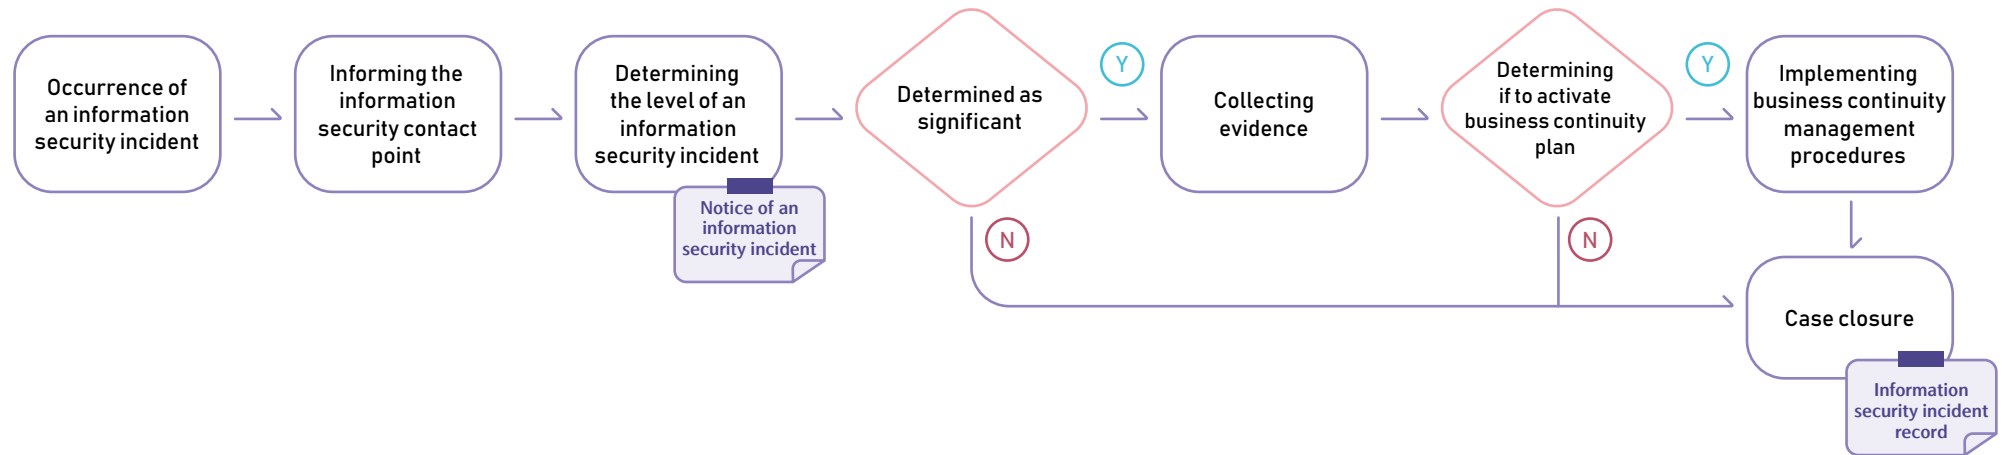 Occurrence of
an information
security incident
Informing the
information
security contact
point
Determining
the level of an
information
security incident
Notice of an
information
security incident
Determined as
significant
Y
N
Collecting
evidence
Determining
if to activate
business continuity
plan
Y
N
Implementing
business continuity
management
procedures
Case closure
Information
security incident
record